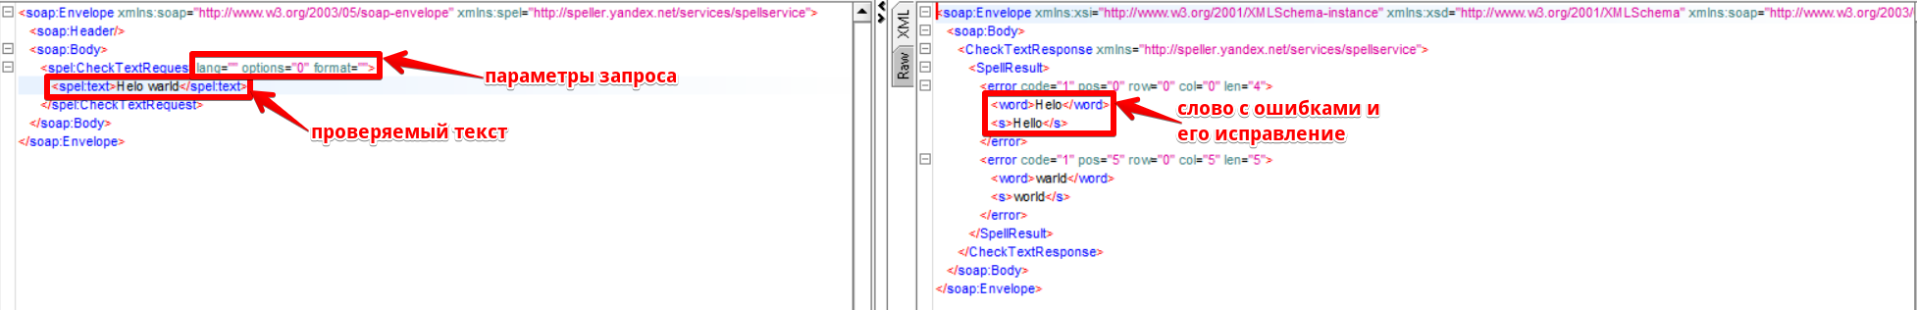 <soap:Envelope xmlns:soap="http://www.w3.org/2003/05/soap-envelope" xmlns:spel="http://speller.yandex.net/services/spellservice">
<soap:Header/>
<soap:Body>
<spel:CheckTextReques lang="" options="0" format="">
<spel:text>Helo warld</spel:text>
</spel:CheckTextRequest>
</soap:Body>
</soap:Envelope>
параметры запроса
проверяемый текст
XML
Raw
<soap:Envelope xmlns:xsi="http://www.w3.org/2001/XMLSchema-instance" xmlns:xsd="http://www.w3.org/2001/XMLSchema" xmlns:soap="http://www.w3.org/2003/
<soap:Body>
<CheckTextResponse xmlns="http://speller.yandex.net/services/spellservice">
<SpellResult>
<error code="1" pos="0" row="0" col="0" len="4">
<word>Helo</word>
<s>Hello</s>
</error>
<error code="1" pos="5" row="0" col="5" len="5">
<word>warld</word>
<s>world</s>
</error>
</SpellResult>
</CheckTextResponse>
</soap:Body>
</soap:Envelope>
слово с ошибками и
его исправление